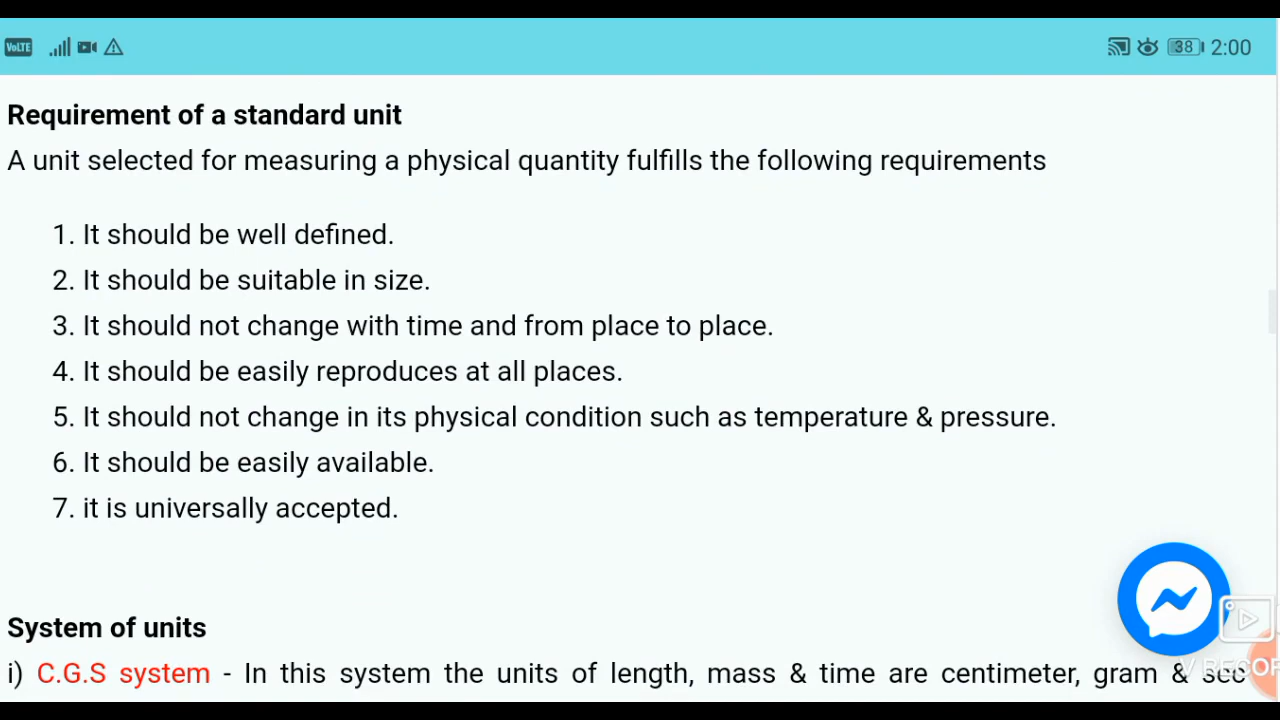 VoLTE 38 2:00
Requirement of a standard unit
A unit selected for measuring a physical quantity fulfills the following requirements
1. It should be well defined.
2. It should be suitable in size.
3. It should not change with time and from place to place.
4. It should be easily reproduces at all places.
5. It should not change in its physical condition such as temperature & pressure.
6. It should be easily available.
7. it is universally accepted.
System of units
i) C.G.S system - In this system the units of length, mass & time are centimeter, gram & sec
V RECOR